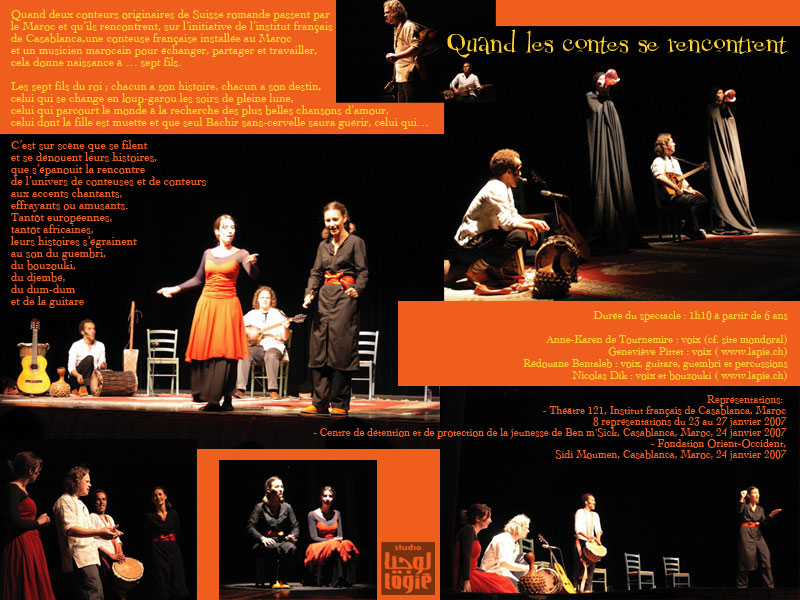 Quand deux conteurs originaires de Suisse romande passent par
le Maroc et qu'ils rencontrent, sur l'initiative de l'institut français
de Casablanca,une conteuse française installée au Maroc
et un musicien marocain pour échanger, partager et travailler,
cela donne naissance à ... sept fils.
Les sept fils du roi ; chacun a son histoire, chacun a son destin,
celui qui se change en loup-garou les soirs de pleine lune,
celui qui parcourt le monde à la recherche des plus belles chansons d'amour,
celui dont la fille est muette et que seul Bachir sans-cervelle saura guérir, celui qui...
C'est sur scène que se filent
et se dénouent leurs histoires,
que s'épanouit la rencontre
de l'univers de conteuses et de conteurs
aux accents chantants,
effrayants ou amusants.
Tantôt européennes,
tantôt africaines,
leurs histoires s'égrainent
au son du guembri,
du bouzouki,
du djembé,
du dum-dum
et de la guitare
Quand les contes se rencontrent
Durée du spectacle : 1h10 à partir de 6 ans
Anne-Karen de Tournemire : voix (cf. site mondoral)
Geneviève Pittet : voix ( www.lapie.ch)
Rédouane Bentaleb : voix, guitare, guembri et percussions
Nicolas Dik : voix et bouzouki ( www.lapie.ch)
Représentations:
- Théâtre 121, Institut français de Casablanca, Maroc
8 représentations du 23 au 27 janvier 2007
- Centre de détention et de protection de la jeunesse de Ben m'Sick, Casablanca, Maroc, 24 janvier 2007
- Fondation Orient-Occident,
Sidi Moumen, Casablanca, Maroc, 24 janvier 2007
studio
لوجيا
logie